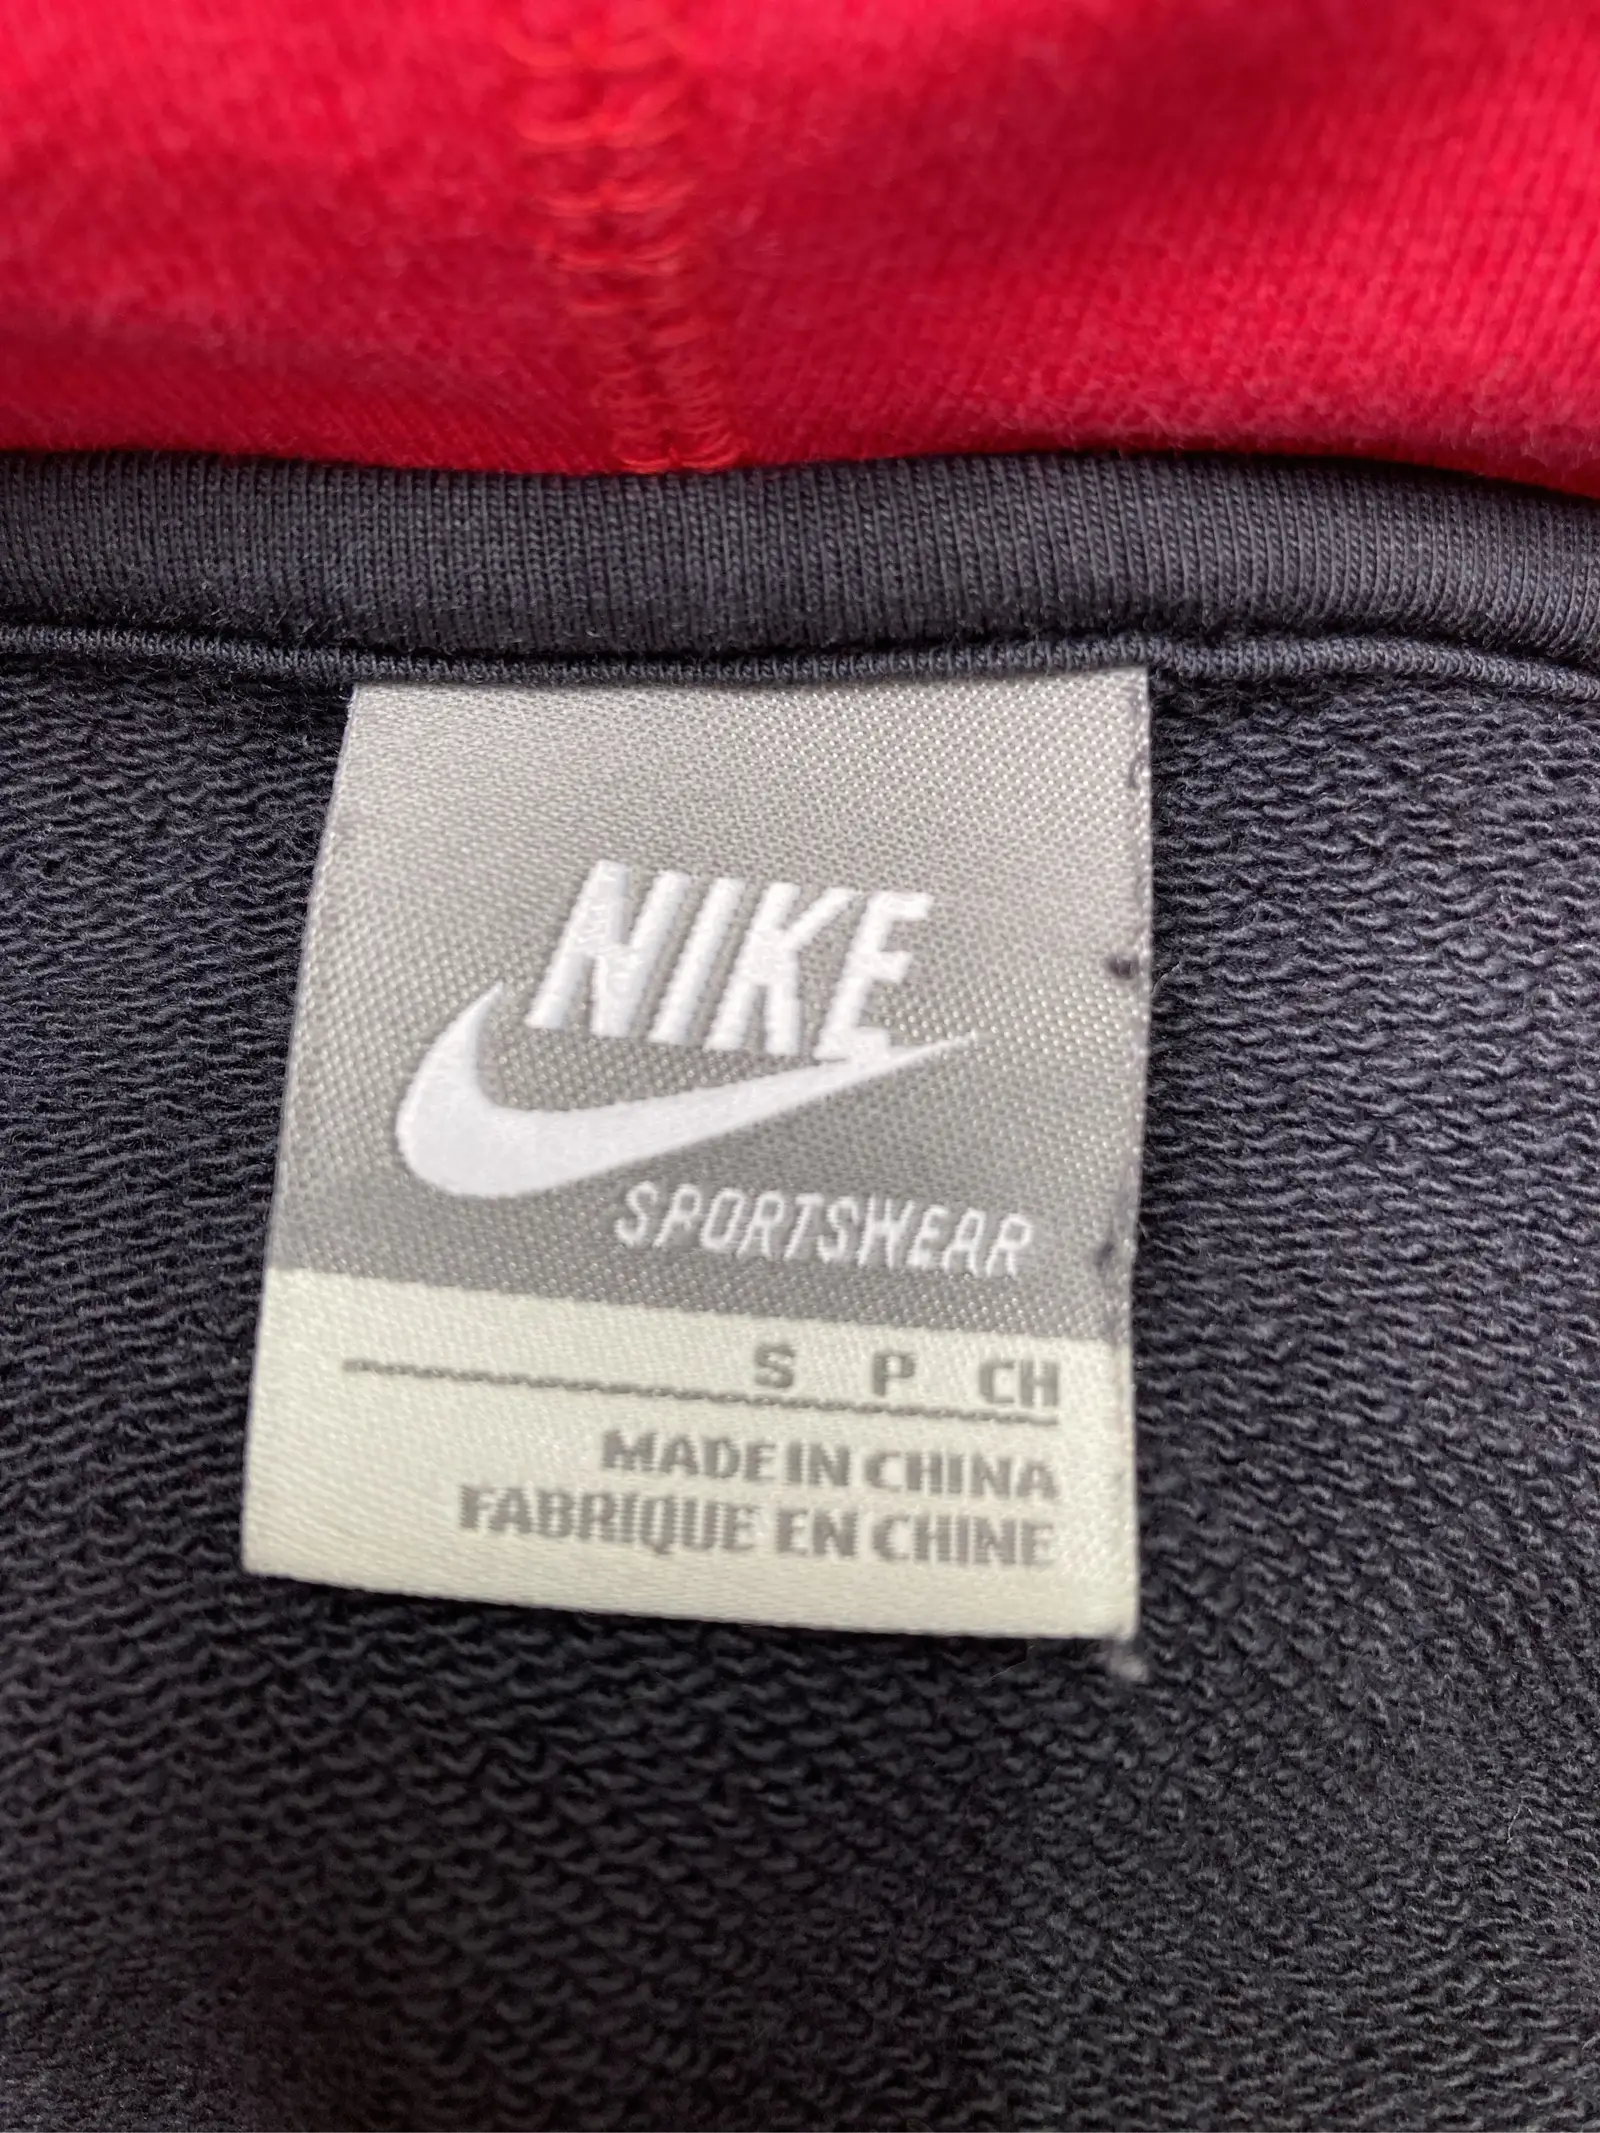 NIKE
SPORTSWEAR
S P CH
MADE IN CHINA
FABRIQUE EN CHINE